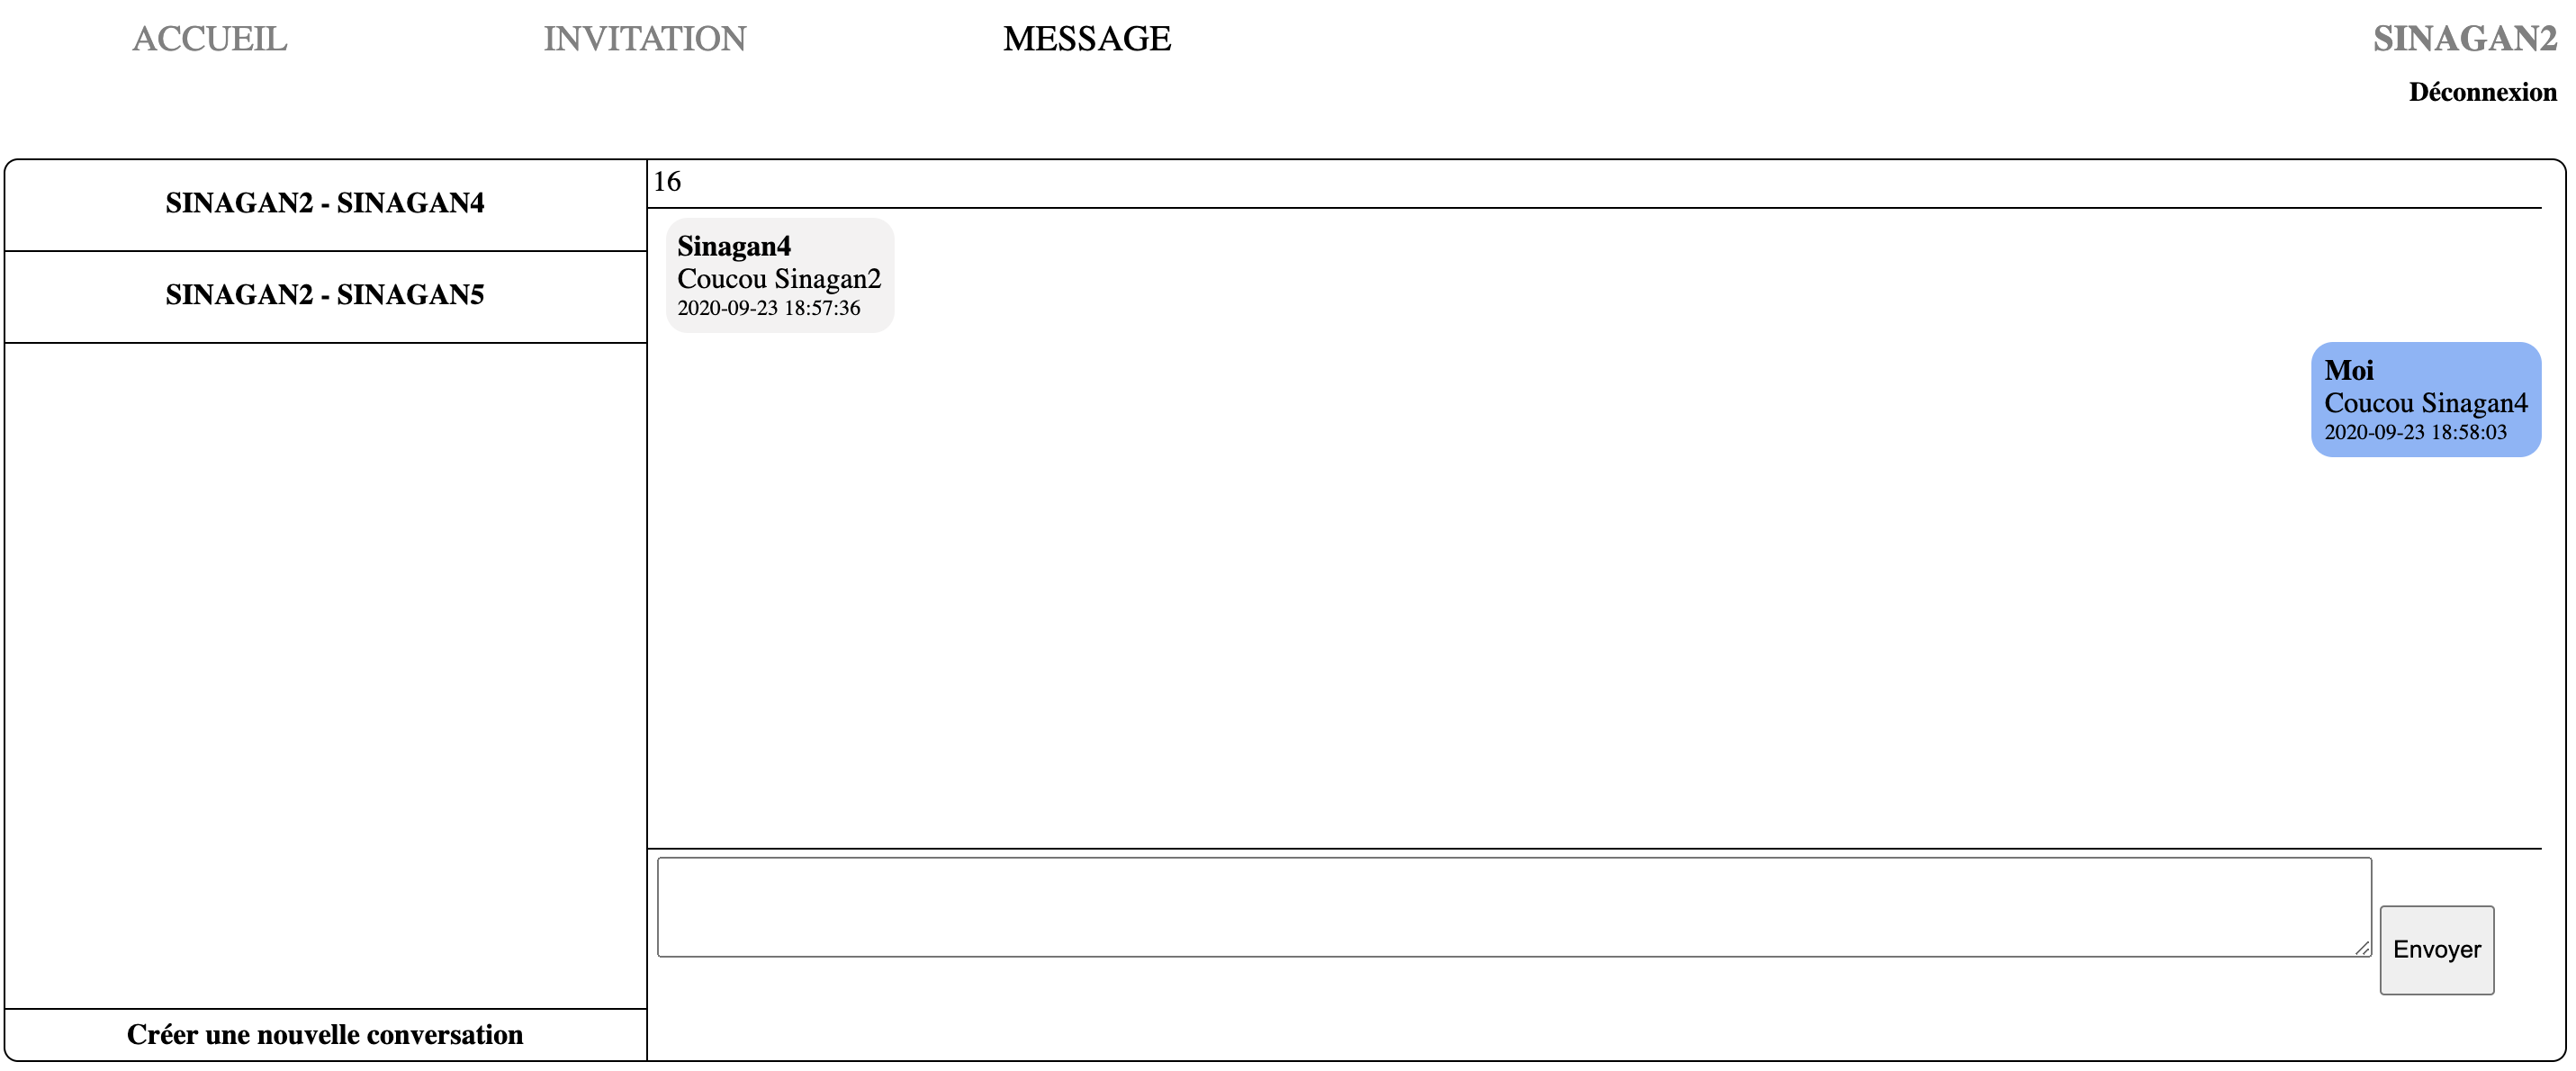 ACCUEIL INVITATION MESSAGE SINAGAN2
Déconnexion
SINAGAN2 - SINAGAN4
SINAGAN2 - SINAGAN5
Créer une nouvelle conversation
16
Sinagan4
Coucou Sinagan2
2020-09-23 18:57:36
Moi
Coucou Sinagan4
2020-09-23 18:58:03
Envoyer